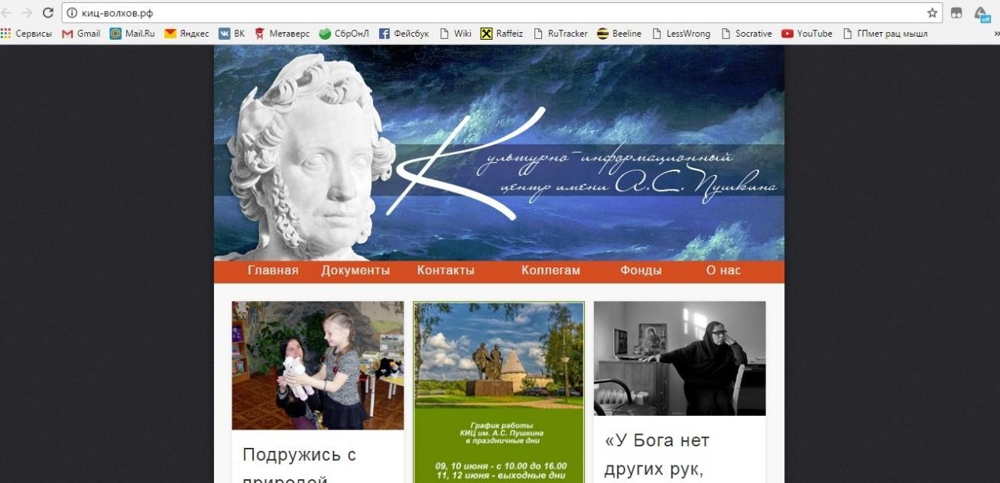 киц-волхов.рф
Сервисы Gmail Mail.Ru Яндкес ВК Метаверс СбрОнЛ Фейсбук Wiki Raffeiz RuTracker Beeline LessWrong Socrative YouTube ГПмет рац мышл »
off
Культурно-информационный
центр имени А.С.Пушкина
Главная Документы Контакты Коллегам Фонды О нас
График работы
КИЦ им. А.С. Пушкина
в праздничные дни
09, 10 июня - с 10.00 до 16.00
11, 12 июня - выходные дни
Подружись с
природой
«У Бога нет
других рук,